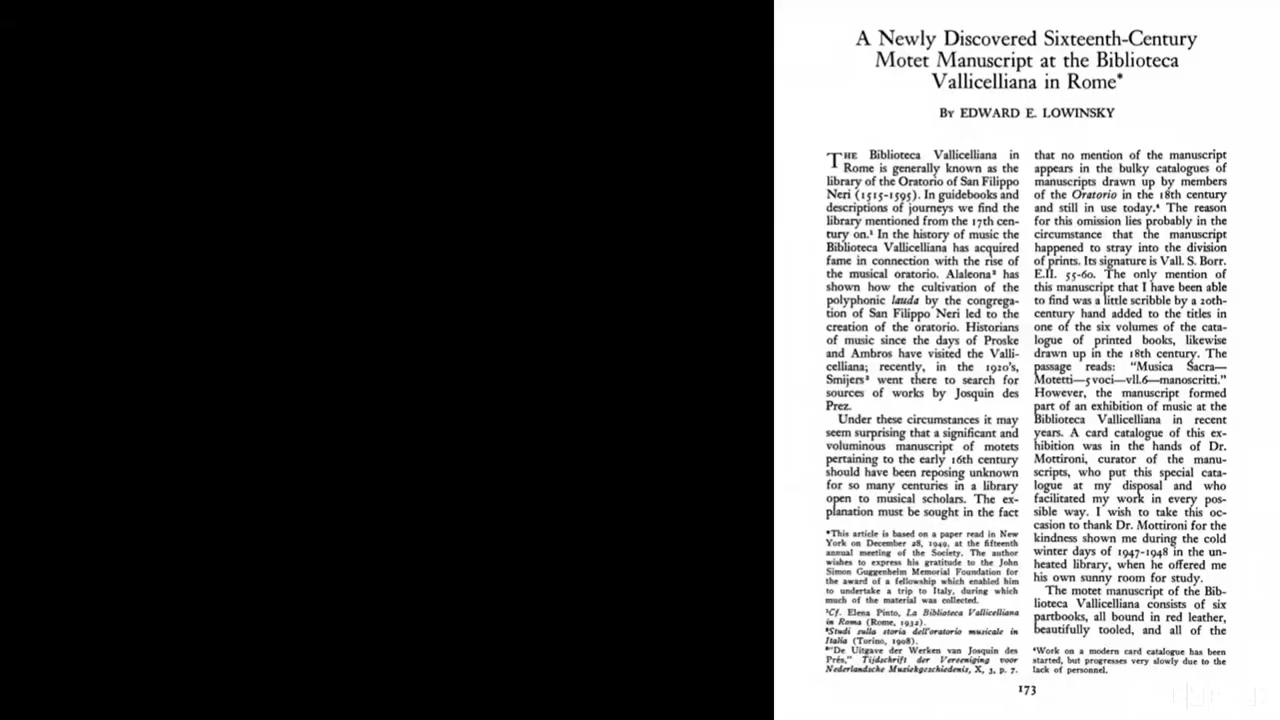 A Newly Discovered Sixteenth-Century
Motet Manuscript at the Biblioteca
Vallicelliana in Rome*
By EDWARD E. LOWINSKY
THE Biblioteca Vallicelliana in
Rome is generally known as the
library of the Oratorio of San Filippo
Neri (1515-1595). In guidebooks and
descriptions of journeys we find the
library mentioned from the 17th cen-
tury on.¹ In the history of music the
Biblioteca Vallicelliana has acquired
fame in connection with the rise of
the musical oratorio. Alaleona² has
shown how the cultivation of the
polyphonic lauda by the congrega-
tion of San Filippo Neri led to the
creation of the oratorio. Historians
of music since the days of Proske
and Ambros have visited the Valli-
celliana; recently, in the 1920's,
Smijers³ went there to search for
sources of works by Josquin des
Prez.
Under these circumstances it may
seem surprising that a significant and
voluminous manuscript of motets
pertaining to the early 16th century
should have been reposing unknown
for so many centuries in a library
open to musical scholars. The ex-
planation must be sought in the fact
*This article is based on a paper read in New
York on December 28, 1949, at the fifteenth
annual meeting of the Society. The author
wishes to express his gratitude to the John
Simon Guggenheim Memorial Foundation for
the award of a fellowship which enabled him
to undertake a trip to Italy, during which
much of the material was collected.
¹Cf. Elena Pinto, La Biblioteca Vallicelliana
in Roma (Rome, 1932).
²Studi sulla storia dell'oratorio musicale in
Italia (Torino, 1908).
³"De Uitgave der Werken van Josquin des
Prés," Tijdschrift der Vereeniging voor
Nederlandsche Muziekgeschiedenis, X, 3, p. 7.
that no mention of the manuscript
appears in the bulky catalogues of
manuscripts drawn up by members
of the Oratorio in the 18th century
and still in use today.⁴ The reason
for this omission lies probably in the
circumstance that the manuscript
happened to stray into the division
of prints. Its signature is Vall. S. Borr.
E.II. 55-60. The only mention of
this manuscript that I have been able
to find was a little scribble by a 20th-
century hand added to the titles in
one of the six volumes of the cata-
logue of printed books, likewise
drawn up in the 18th century. The
passage reads: "Musica Sacra—
Motetti—5 voci—vll.6—manoscritti."
However, the manuscript formed
part of an exhibition of music at the
Biblioteca Vallicelliana in recent
years. A card catalogue of this ex-
hibition was in the hands of Dr.
Mottironi, curator of the manu-
scripts, who put this special cata-
logue at my disposal and who
facilitated my work in every pos-
sible way. I wish to take this oc-
casion to thank Dr. Mottironi for the
kindness shown me during the cold
winter days of 1947-1948 in the un-
heated library, when he offered me
his own sunny room for study.
The motet manuscript of the Bib-
lioteca Vallicelliana consists of six
partbooks, all bound in red leather,
beautifully tooled, and all of the
⁴Work on a modern card catalogue has been
started, but progresses very slowly due to the
lack of personnel.
173